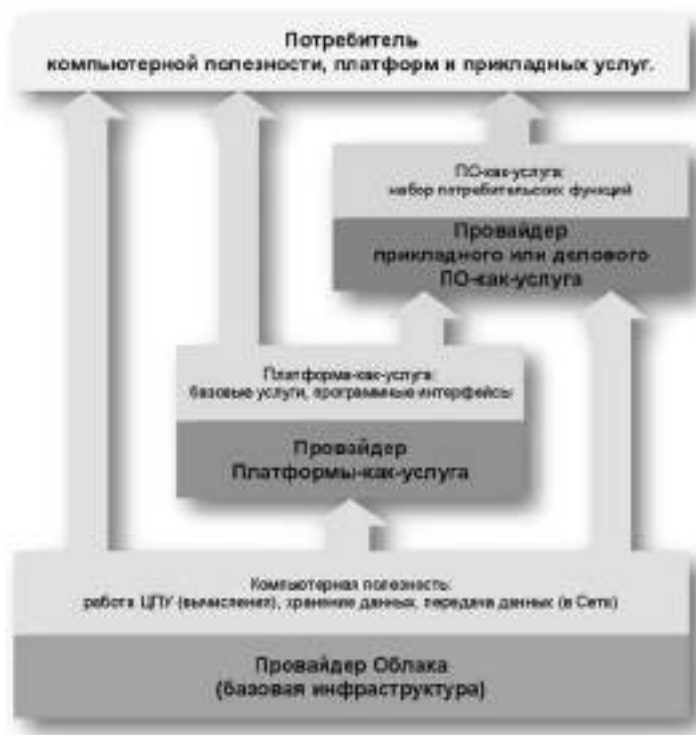 Потребитель
компьютерной полезности, платформ и прикладных услуг.
ПО-как-услуга:
набор потребительских функций
Провайдер
прикладного или делового
ПО-как-услуга
Платформа-как-услуга:
базовые услуги, программные интерфейсы
Провайдер
Платформы-как-услуга
Компьютерная полезность:
работа ЦПУ (вычисления), хранение данных, передача данных (в Сети)
Провайдер Облака
(базовая инфраструктура)